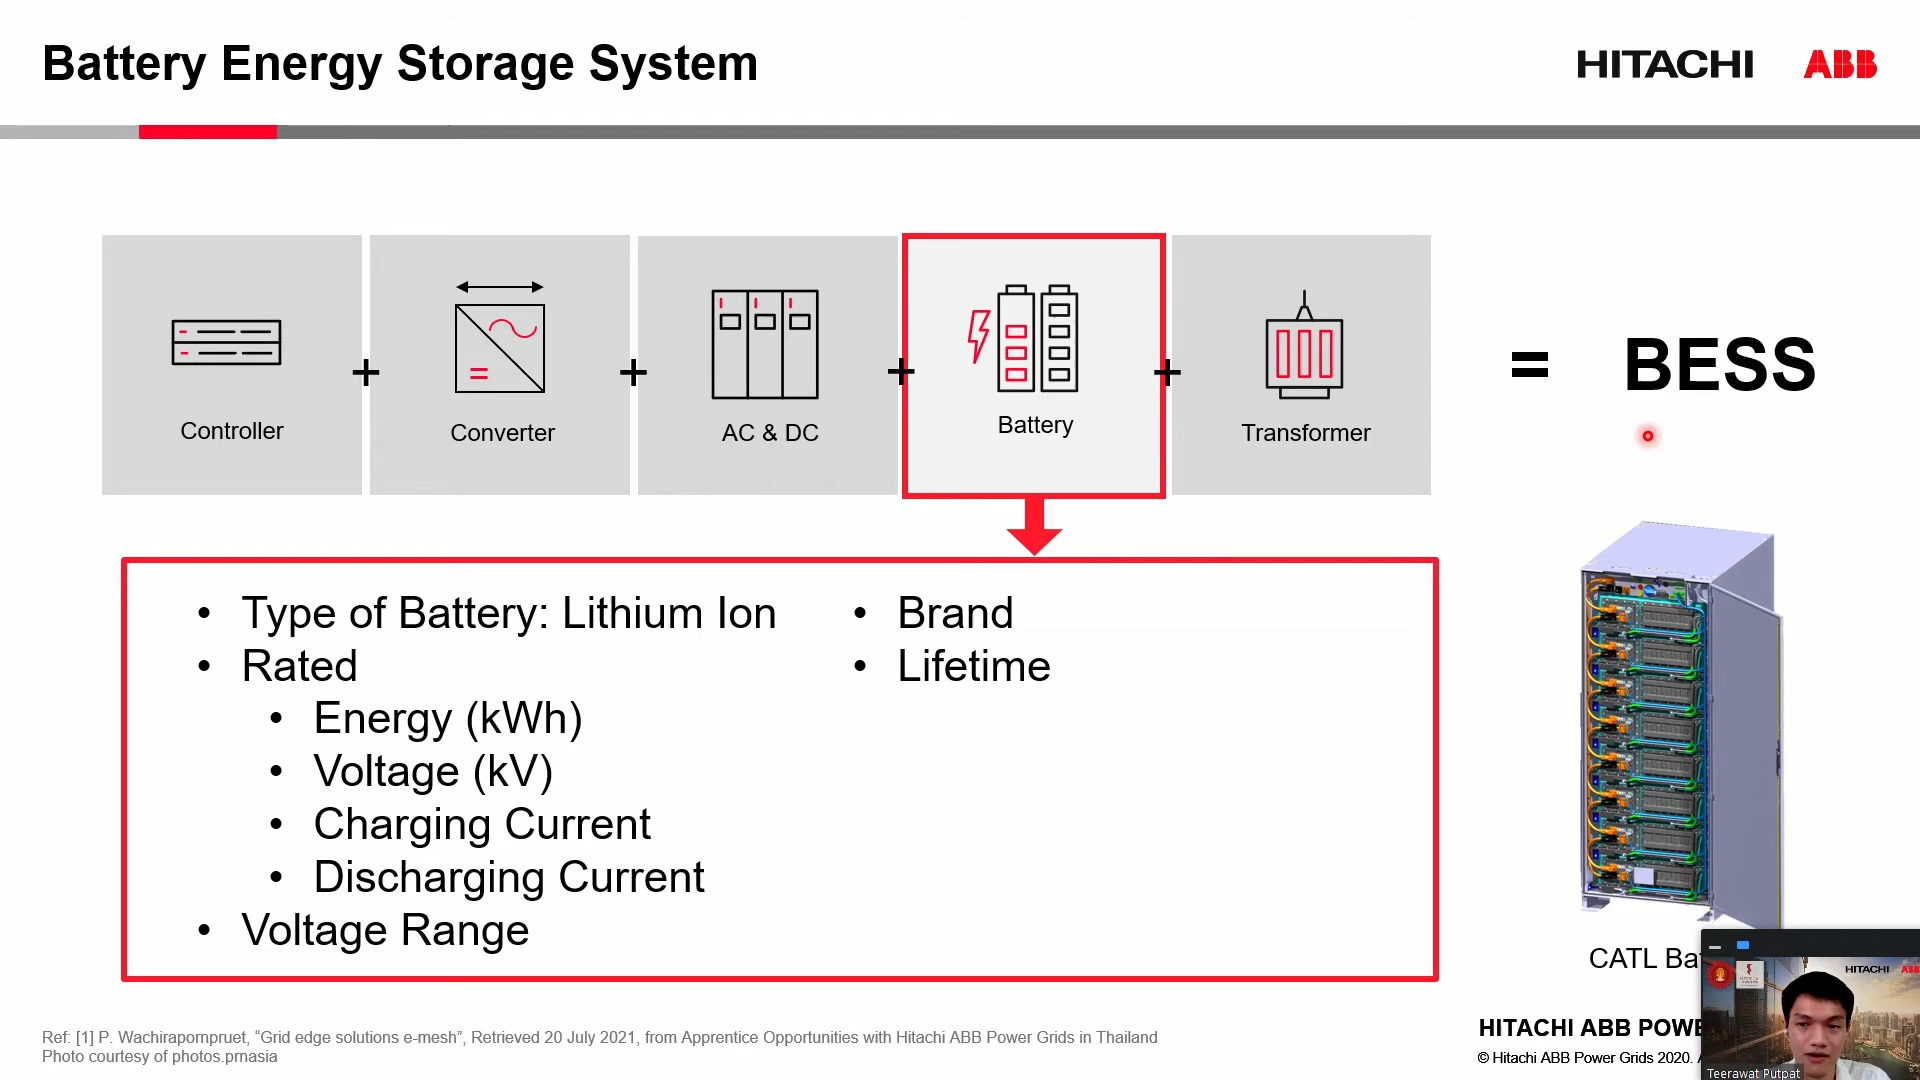 Battery Energy Storage System
HITACHI ABB
Controller
+
Converter
+
AC & DC
+
Battery
+
Transformer
= BESS
• Type of Battery: Lithium Ion
• Rated
• Energy (kWh)
• Voltage (kV)
• Charging Current
• Discharging Current
• Voltage Range
• Brand
• Lifetime
CATL Bat
Ref: [1] P. Wachirapornpruet, “Grid edge solutions e-mesh”, Retrieved 20 July 2021, from Apprentice Opportunities with Hitachi ABB Power Grids in Thailand
Photo courtesy of photos.prnasia
HITACHI ABB POWE
© Hitachi ABB Power Grids 2020.
HITACHI ABB
Teerawat Putpat